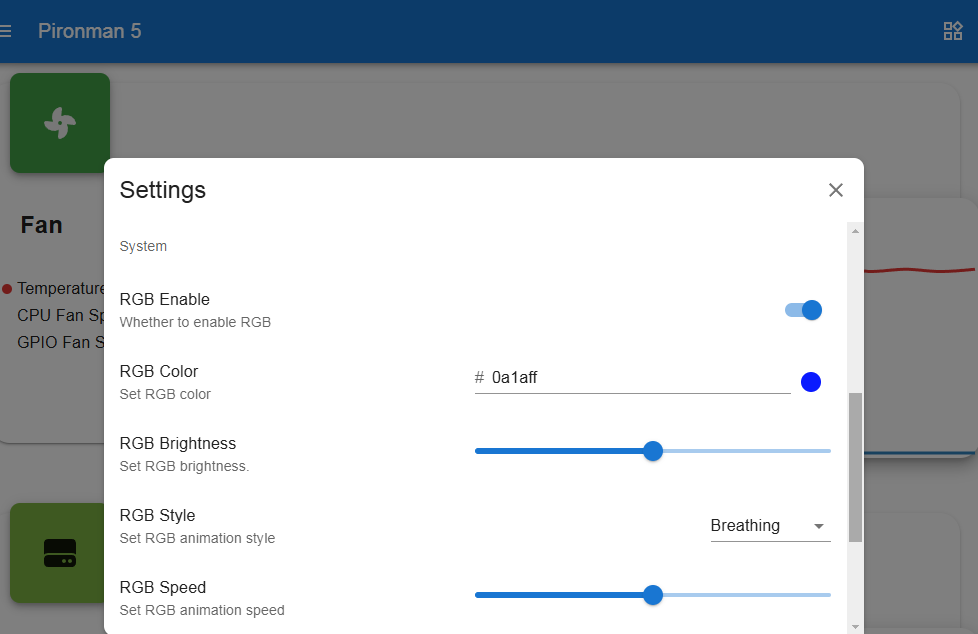 Pironman 5
Settings
Fan
System
Temperature
CPU Fan Sp
GPIO Fan S
RGB Enable
Whether to enable RGB
RGB Color
Set RGB color
# 0a1aff
RGB Brightness
Set RGB brightness.
RGB Style
Set RGB animation style
Breathing
RGB Speed
Set RGB animation speed